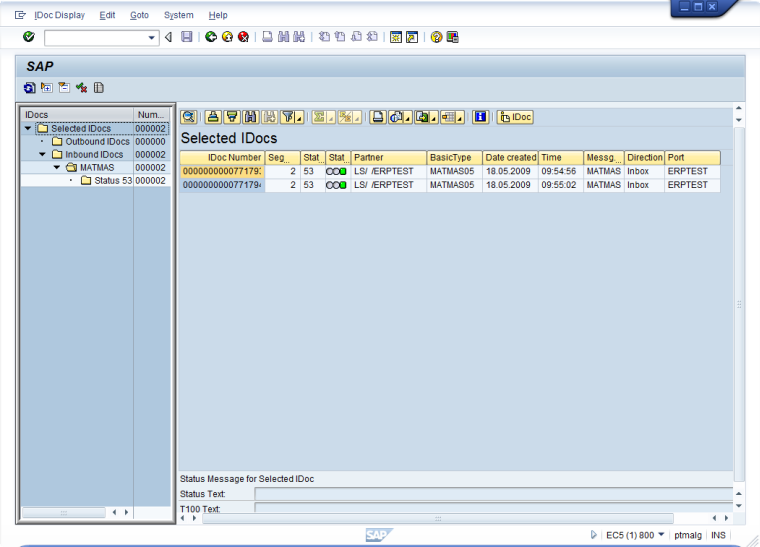 IDoc Display Edit Goto System Help
SAP
IDocs Num...
Selected IDocs 000002
Outbound IDocs 000000
Inbound IDocs 000002
MATMAS 000002
Status 53 000002
IDoc
Selected IDocs
IDoc Number Seg... Stat... Stat... Partner BasicType Date created Time Messg... Direction Port
2 53 LS/ /ERPTEST MATMAS05 18.05.2009 09:54:56 MATMAS Inbox ERPTEST
2 53 LS/ /ERPTEST MATMAS05 18.05.2009 09:55:02 MATMAS Inbox ERPTEST
Status Message for Selected IDoc
Status Text:
T100 Text:
SAP EC5 (1) 800 ptmalg INS